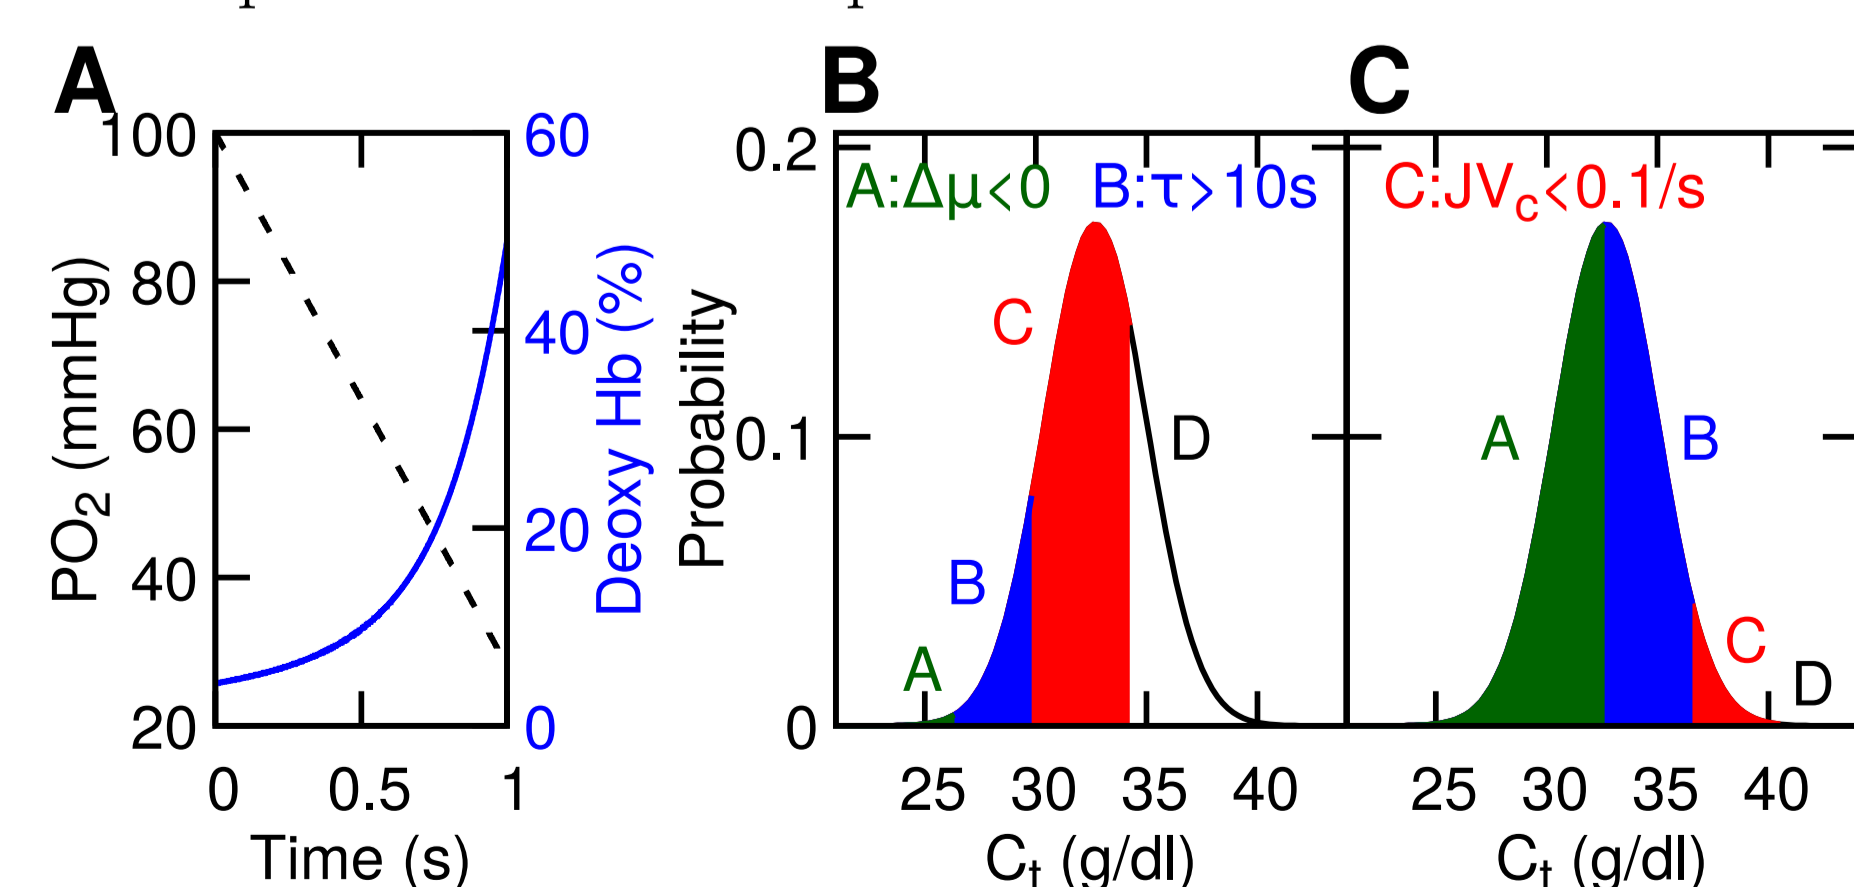 A
100
80
60
40
20
PO2 (mmHg)
60
40
20
0
Deoxy Hb (%)
0 0.5 1
Time (s)
B
0.2
0.1
0
Probability
A:Δμ<0 B:τ>10s
C
B
A
D
25 30 35 40
Ct (g/dl)
C
C:JVc<0.1/s
A
B
C
D
25 30 35 40
Ct (g/dl)